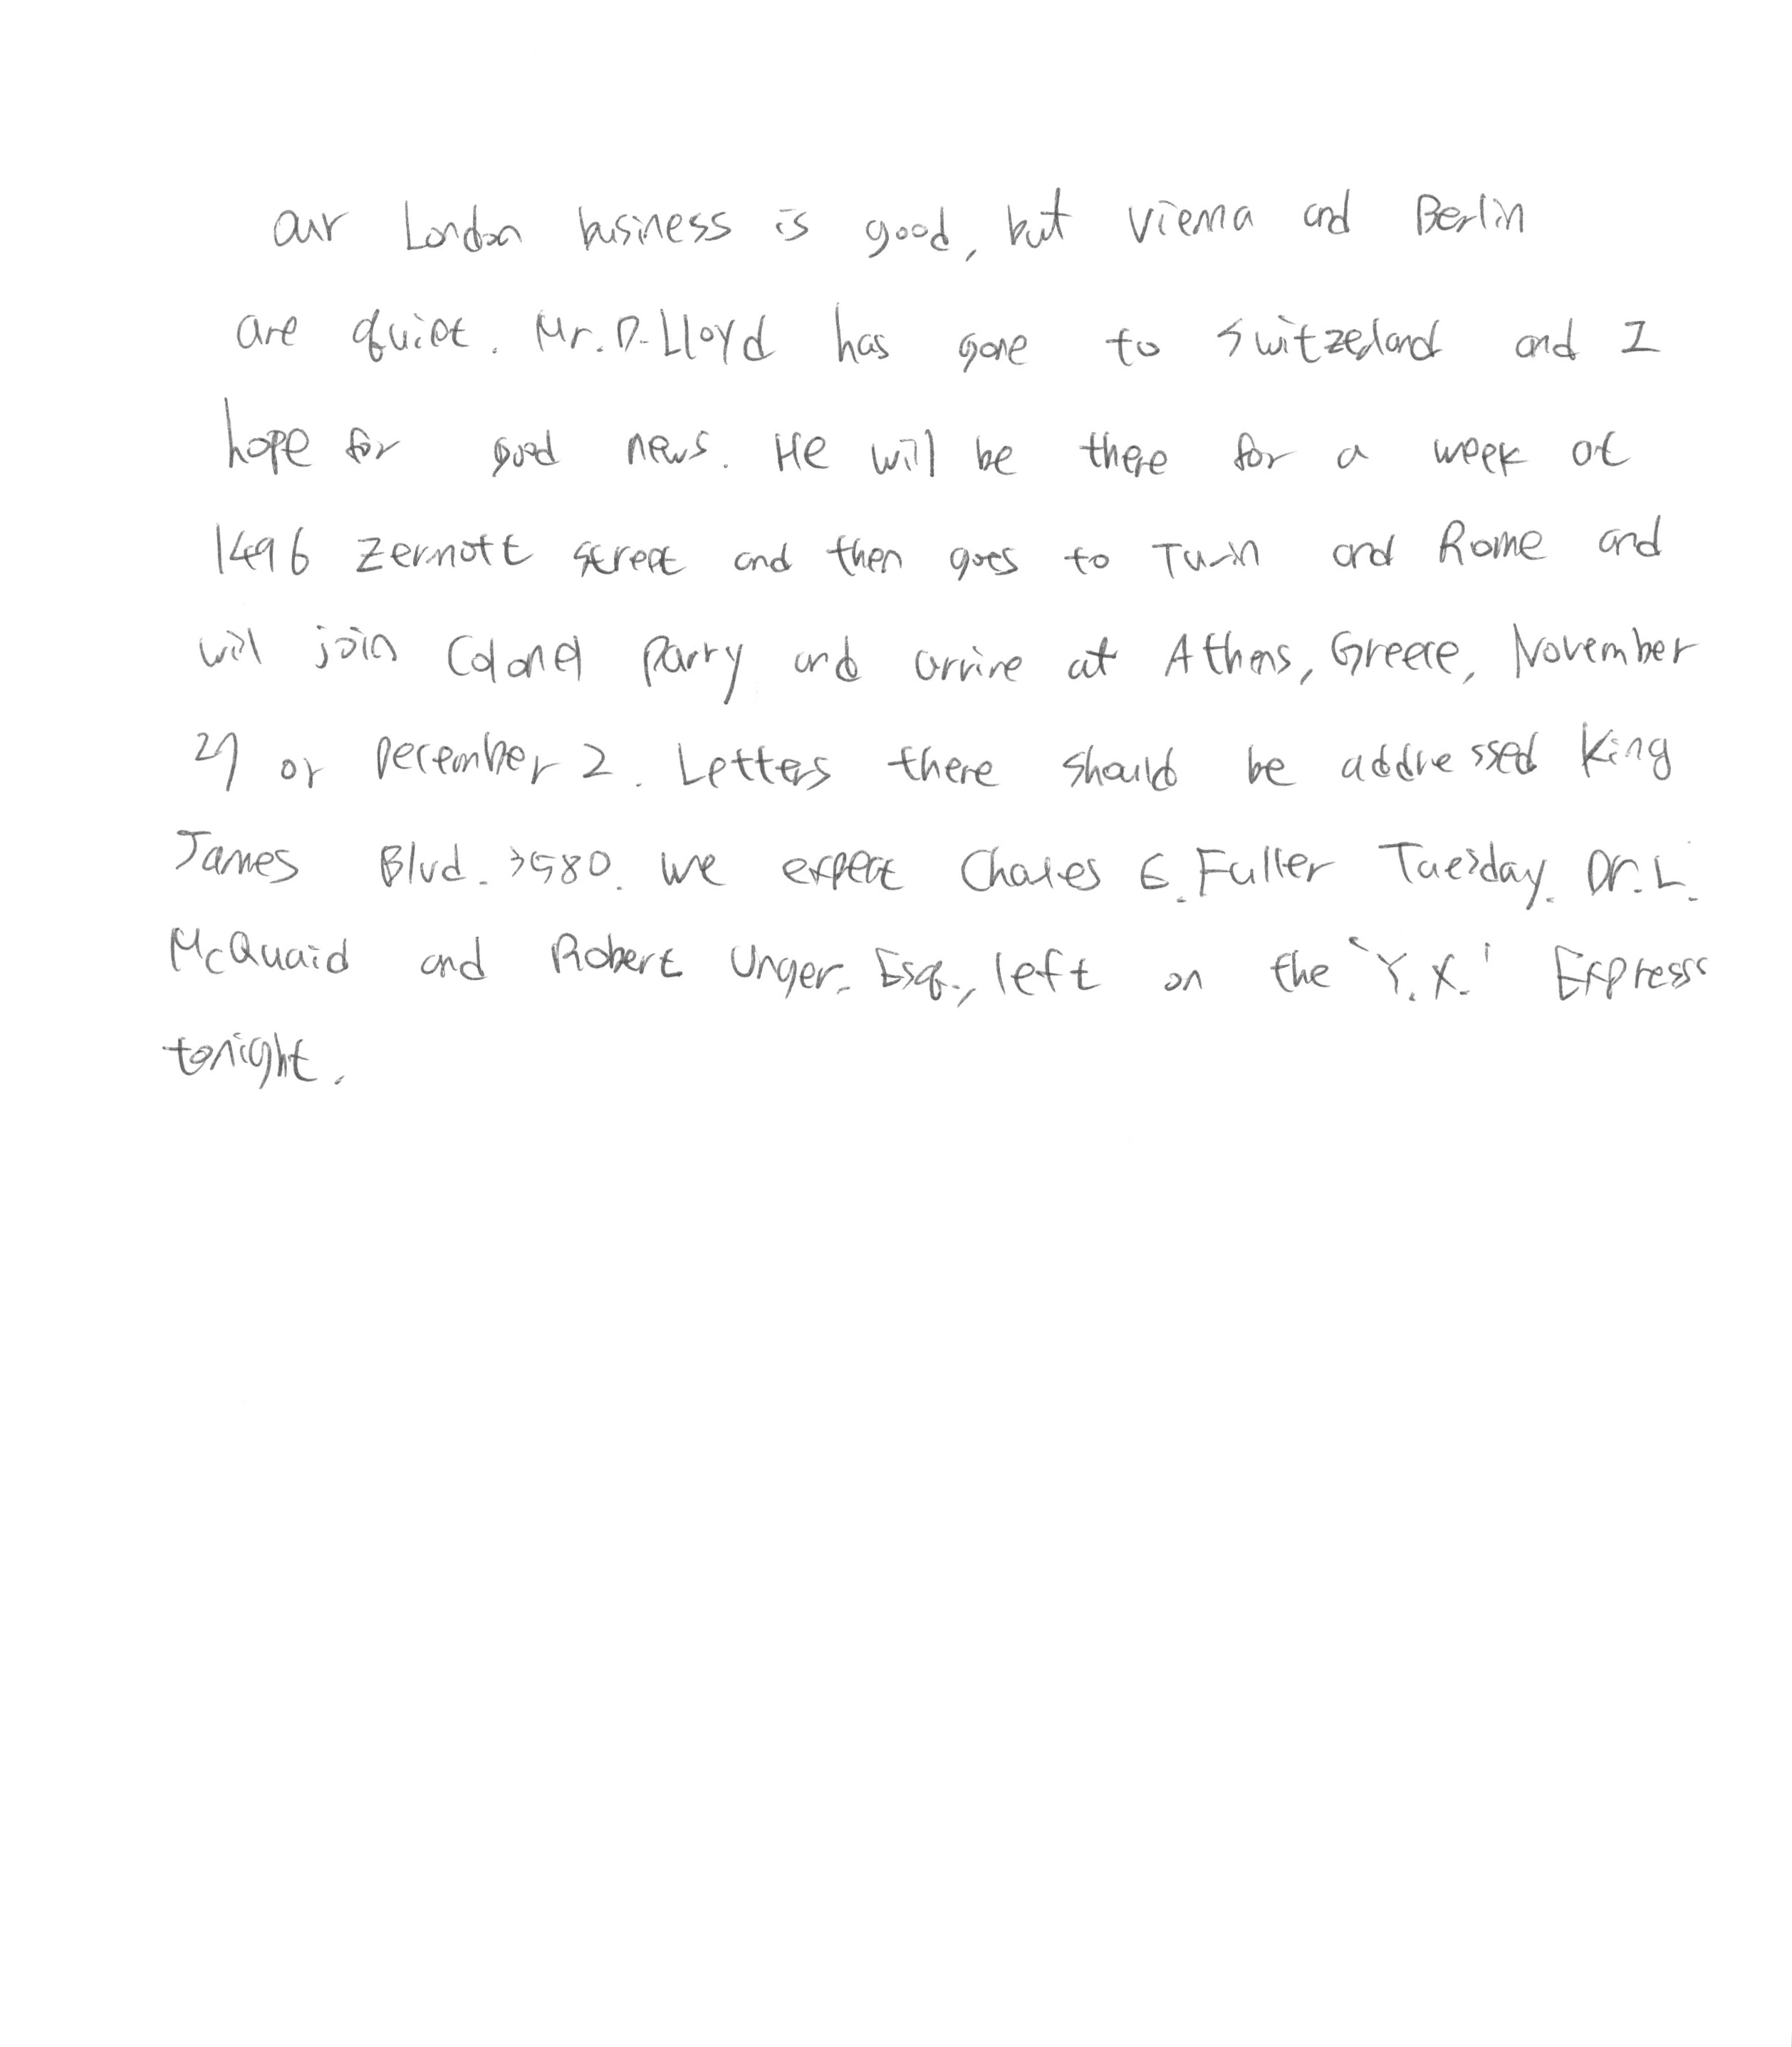 Our London business is good, but Vienna and Berlin
are quiet. Mr. D. Lloyd has gone to Switzeland and I
hope for good news. He will be there for a week at
1496 Zermott Street and then goes to Turin and Rome and
will join Colonel Parry and arrive at Athens, Greece, November
27 or December 2. Letters there should be addressed King
James Blvd. 3580. We expect Chales E. Fuller Tuesday. Dr. L.
McQuaid and Robert Unger, Esq., left on the 'Y.X.' Express
tonight.